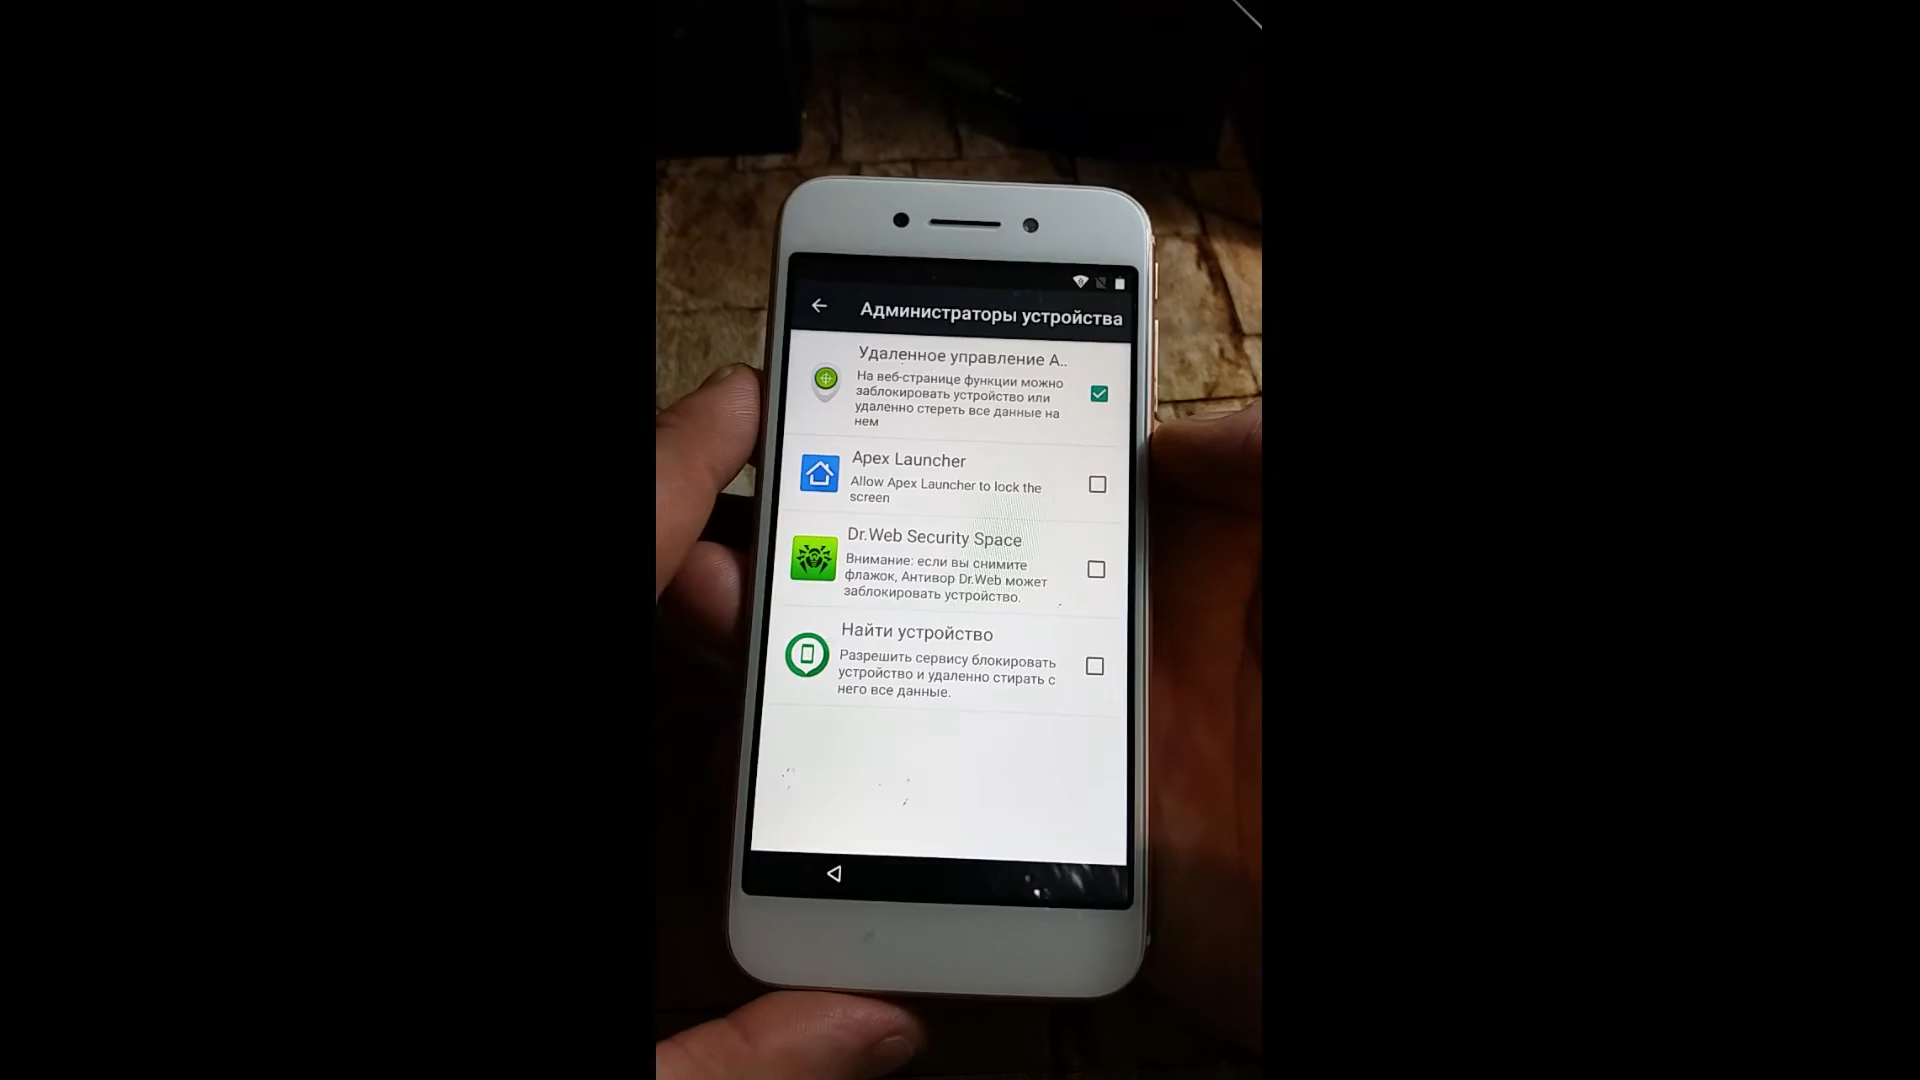 Администраторы устройства
Удаленное управление A..
На веб-странице функции можно
заблокировать устройство или
удаленно стереть все данные на
нем
Apex Launcher
Allow Apex Launcher to lock the
screen
Dr.Web Security Space
Внимание: если вы снимите
флажок, Антивор Dr.Web может
заблокировать устройство.
Найти устройство
Разрешить сервису блокировать
устройство и удаленно стирать с
него все данные.